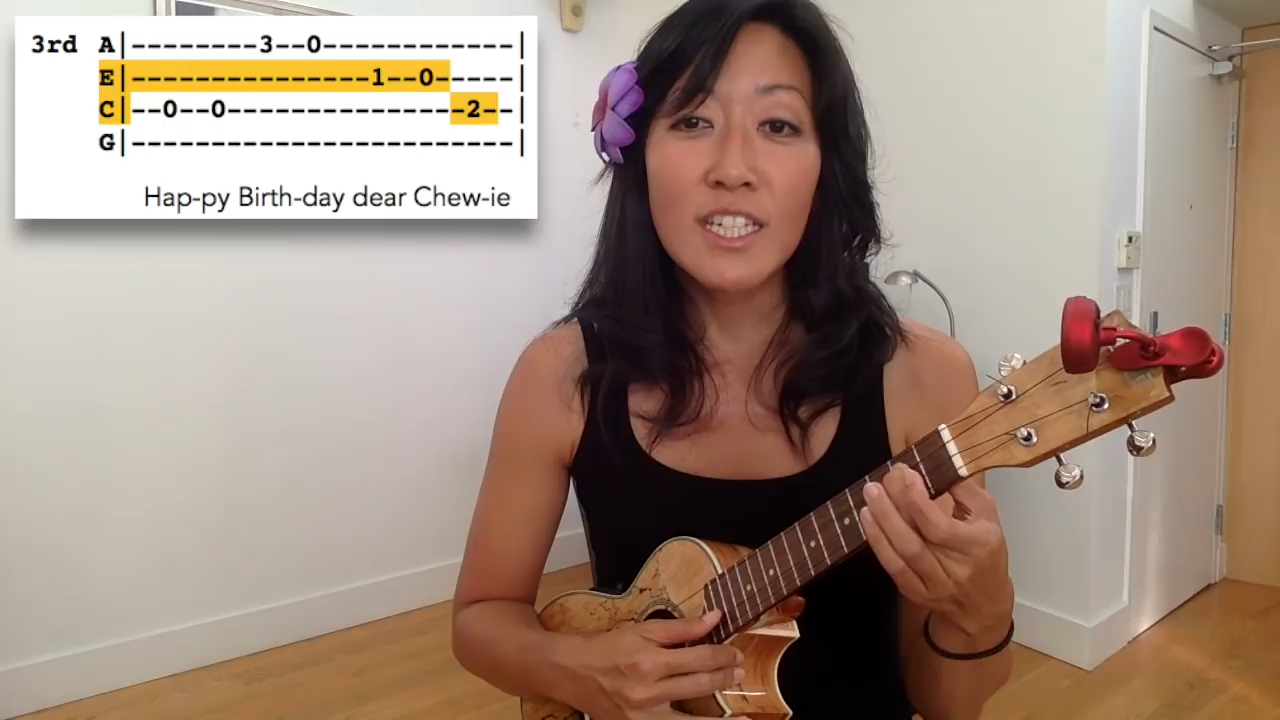 3rd A|--------3--0------------|
E|---------------1--0-----|
C|--0--0---------------2--|
G|------------------------|
Hap-py Birth-day dear Chew-ie